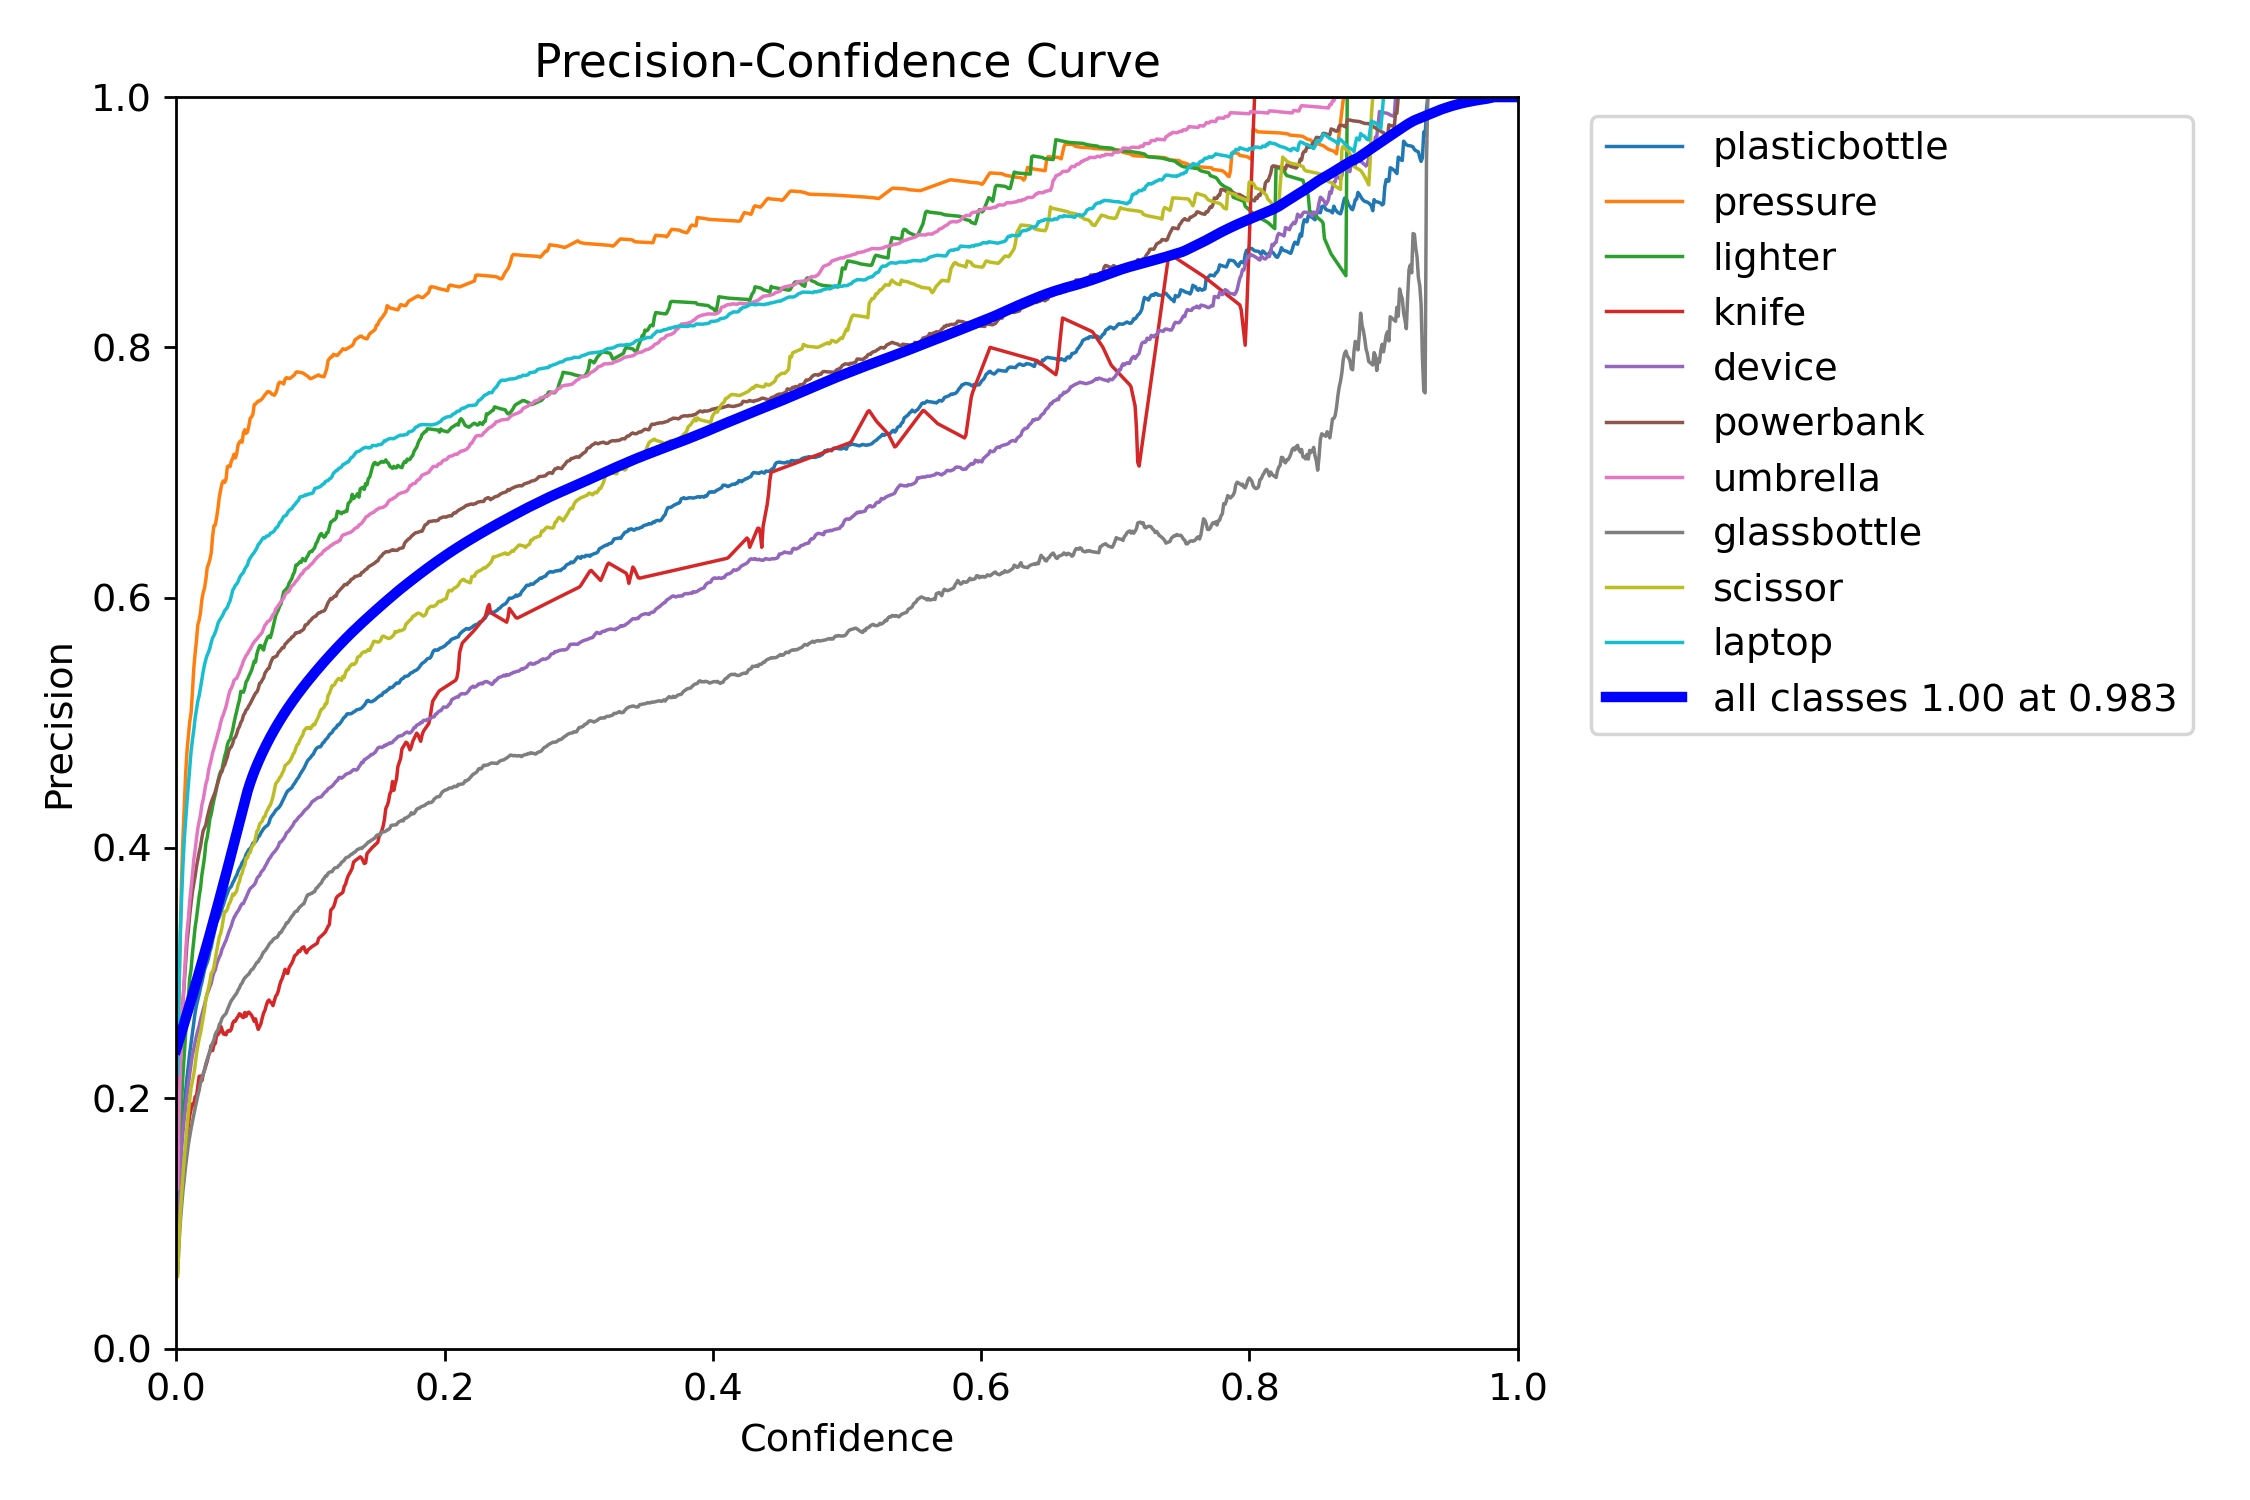 Precision-Confidence Curve
1.0
0.8
0.6
0.4
0.2
0.0
Precision
0.0 0.2 0.4 0.6 0.8 1.0
Confidence
plasticbottle
pressure
lighter
knife
device
powerbank
umbrella
glassbottle
scissor
laptop
all classes 1.00 at 0.983